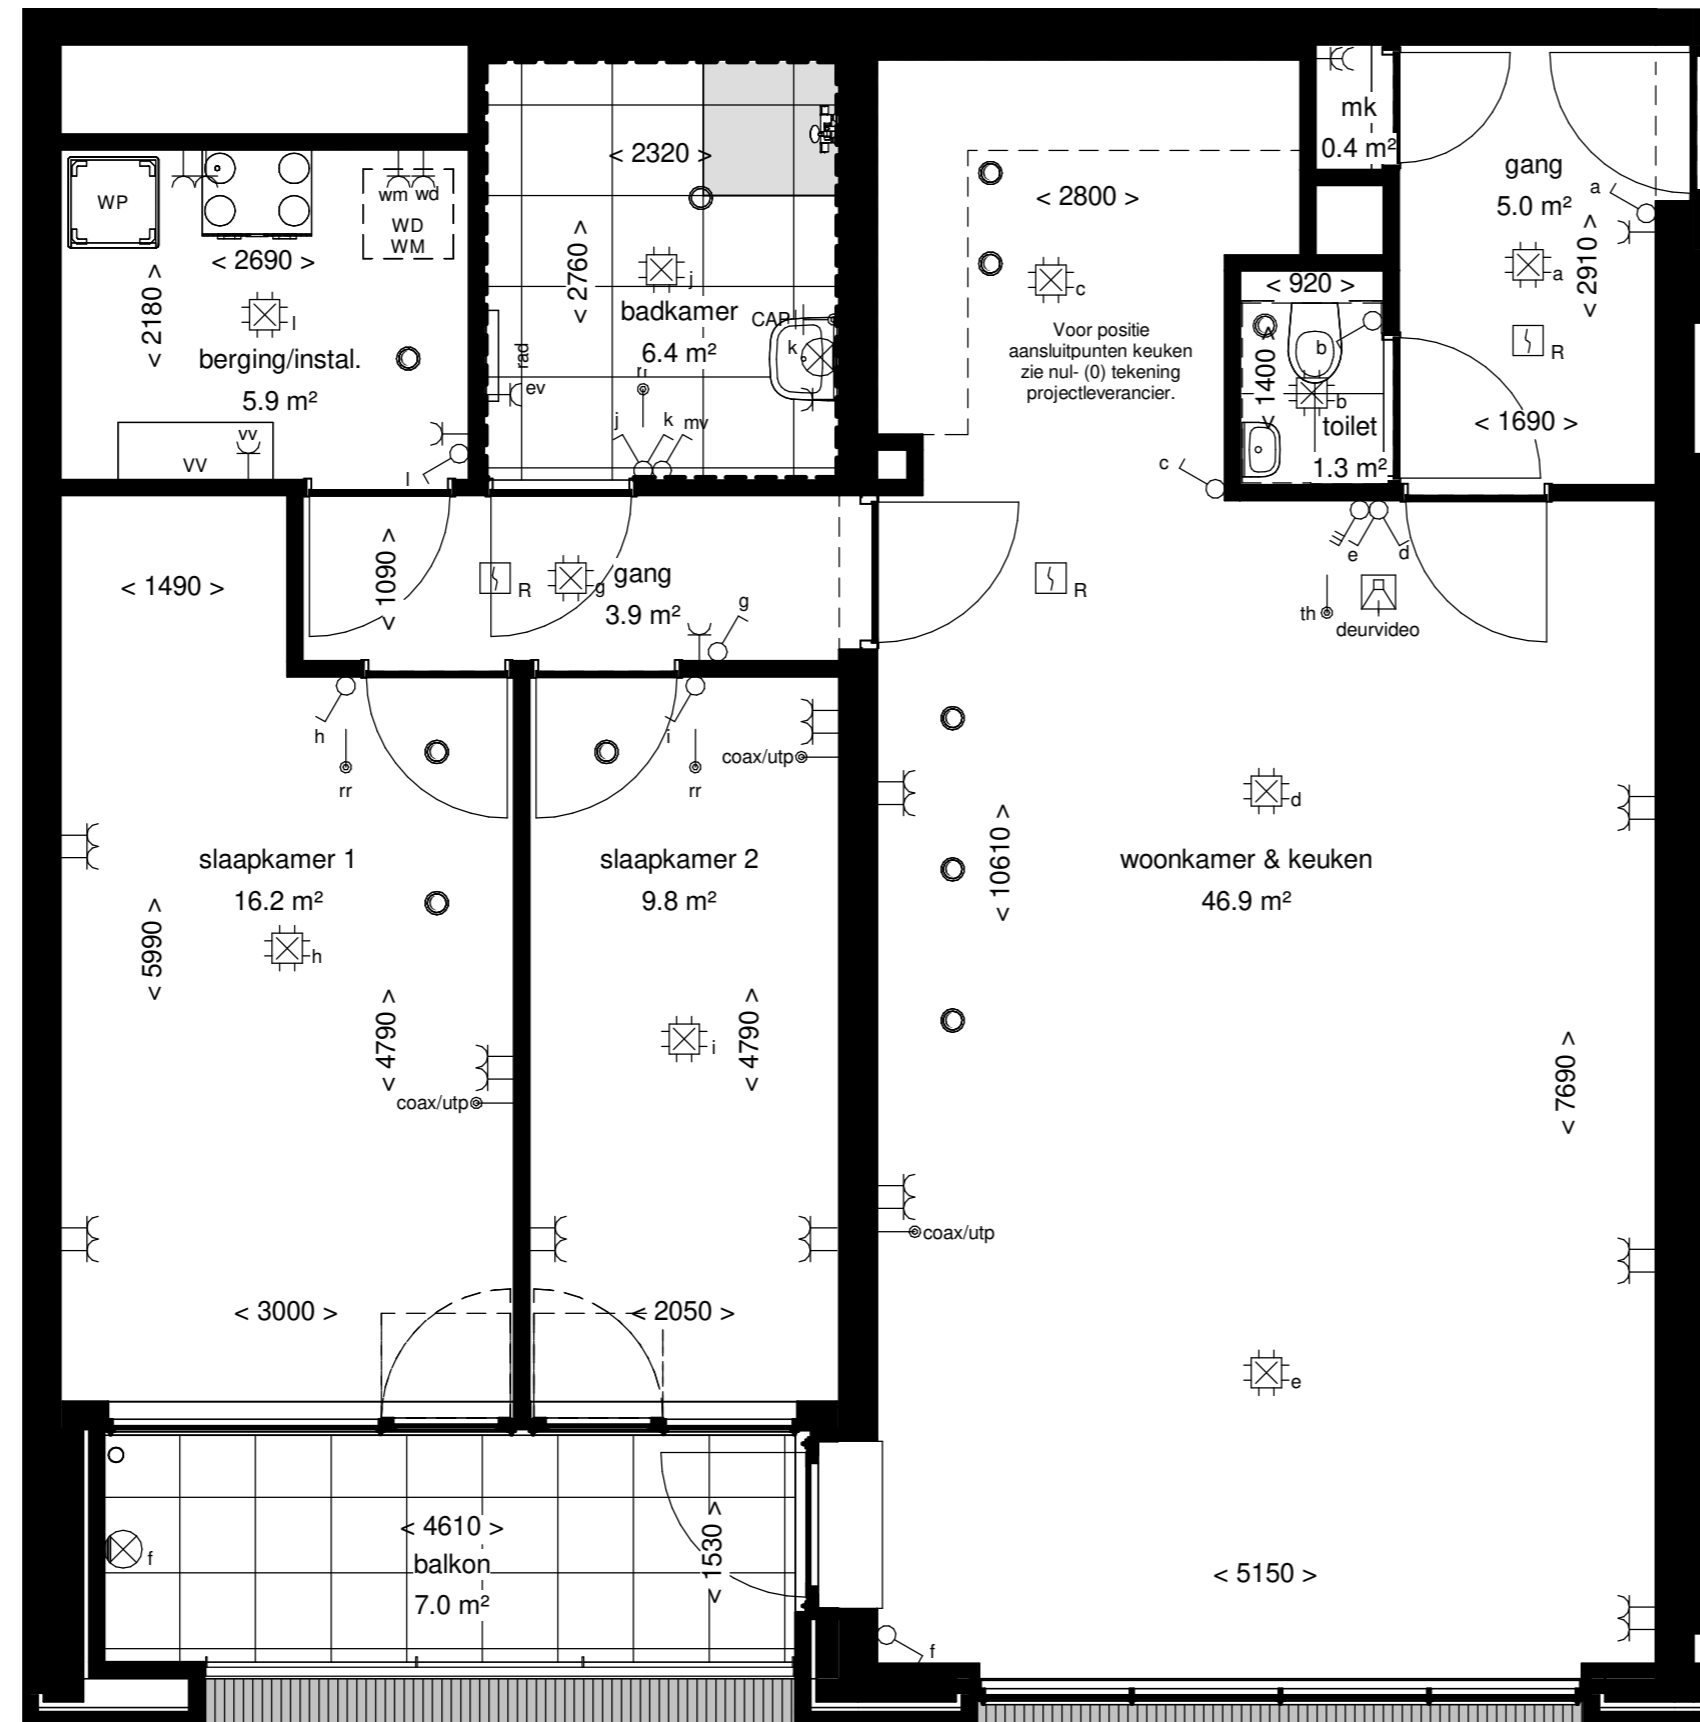 WP
wm wd
WD
WM
< 2690 >
< 2180 >
l
berging/instal.
5.9 m²
vv
VV
l
< 2320 >
< 2760 >
j
badkamer
6.4 m²
CAP
k
rad
ev
rr
j
k
mv
< 2800 >
c
Voor positie
aansluitpunten keuken
zie nul- (0) tekening
projectleverancier.
c
mk
0.4 m²
gang
5.0 m²
a
a
< 2910 >
R
< 920 >
< 1400 >
A
b
b
toilet
1.3 m²
< 1690 >
< 1490 >
< 1090 >
R
g
gang
3.9 m²
g
R
e
d
th
deurvideo
h
rr
i
rr
coax/utp
slaapkamer 1
16.2 m²
h
< 5990 >
< 4790 >
coax/utp
< 3000 >
slaapkamer 2
9.8 m²
i
< 4790 >
< 2050 >
d
< 10610 >
woonkamer & keuken
46.9 m²
< 7690 >
coax/utp
e
< 5150 >
f
< 4610 >
balkon
7.0 m²
< 1530 >
f